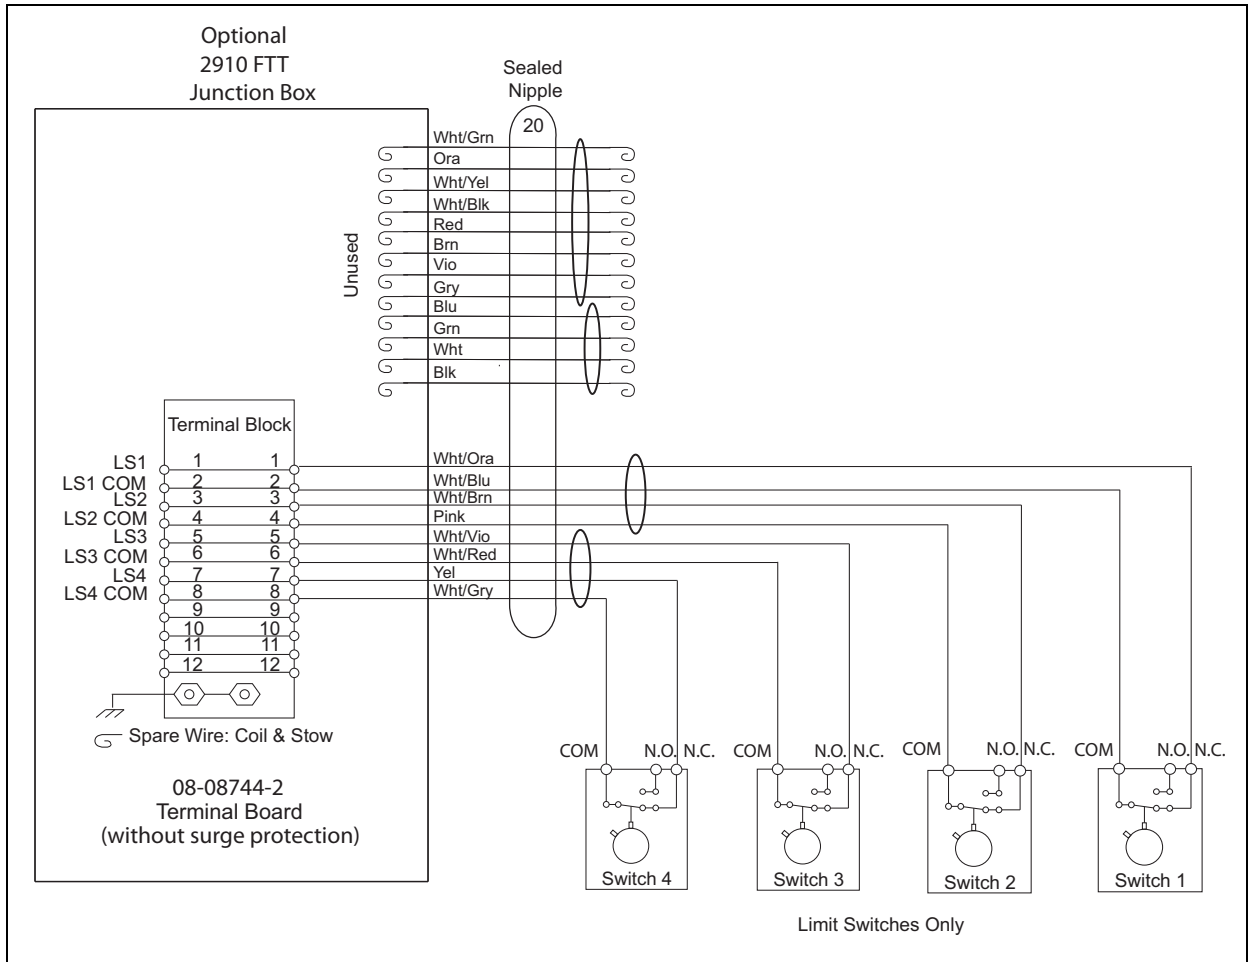 Optional
2910 FTT
Junction Box
Sealed
Nipple
20
Wht/Grn
Ora
Wht/Yel
Wht/Blk
Red
Brn
Vio
Gry
Blu
Grn
Wht
Blk
Unused
Terminal Block
LS1 1 1 Wht/Ora
LS1 COM 2 2 Wht/Blu
LS2 3 3 Wht/Brn
LS2 COM 4 4 Pink
LS3 5 5 Wht/Vio
LS3 COM 6 6 Wht/Red
LS4 7 7 Yel
LS4 COM 8 8 Wht/Gry
9 9
10 10
11 11
12 12
Spare Wire: Coil & Stow
08-08744-2
Terminal Board
(without surge protection)
COM N.O. N.C. COM N.O. N.C. COM N.O. N.C. COM N.O. N.C.
Switch 4 Switch 3 Switch 2 Switch 1
Limit Switches Only